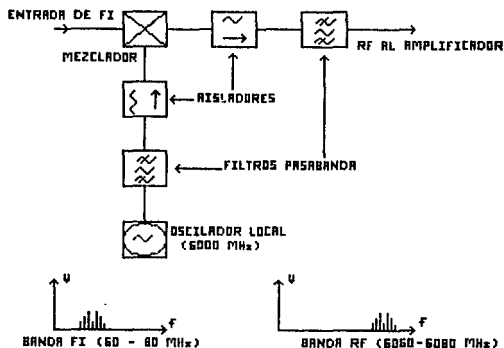 ENTRADA DE FI
MEZCLADOR
RF AL AMPLIFICADOR
AISLADORES
FILTROS PASABANDA
OSCILADOR LOCAL
(6000 MHz)
V
f
BANDA FI (60 - 80 MHz)
V
f
BANDA RF (6060-6080 MHz)